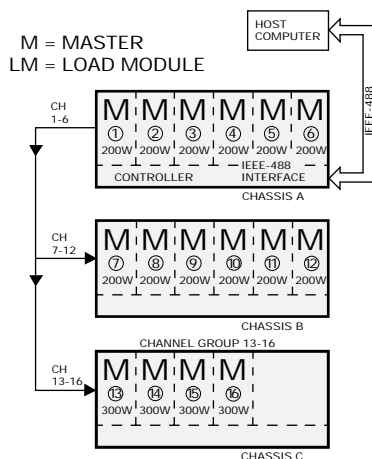 HOST
COMPUTER
M = MASTER
LM = LOAD MODULE
IEEE-488
CH
1-6
M M M M M M
1 2 3 4 5 6
200W 200W 200W 200W 200W 200W
CONTROLLER
IEEE-488
INTERFACE
CHASSIS A
CH
7-12
M M M M M M
7 8 9 10 11 12
200W 200W 200W 200W 200W 200W
CHASSIS B
CHANNEL GROUP 13-16
CH
13-16
M M M M
13 14 15 16
300W 300W 300W 300W
CHASSIS C